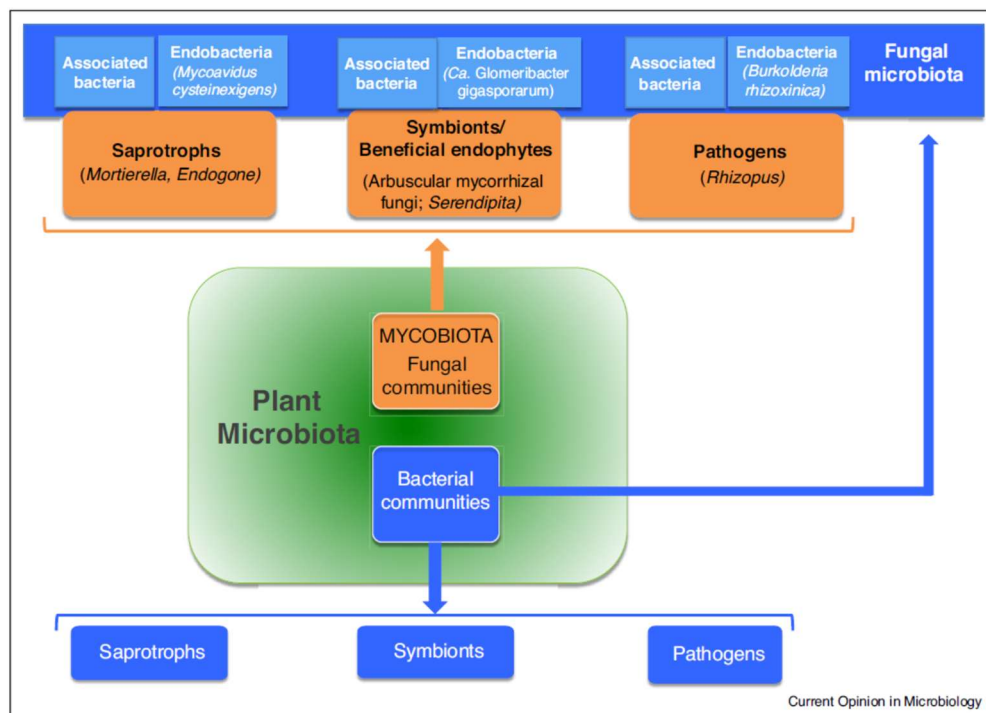 Associated
bacteria
Endobacteria
(Mycoavidus
cysteinexigens)
Associated
bacteria
Endobacteria
(Ca. Glomeribacter
gigasporarum)
Associated
bacteria
Endobacteria
(Burkolderia
rhizoxinica)
Fungal
microbiota
Saprotrophs
(Mortierella, Endogone)
Symbionts/
Beneficial endophytes
(Arbuscular mycorrhizal
fungi; Serendipita)
Pathogens
(Rhizopus)
MYCOBIOTA
Fungal
communities
Plant
Microbiota
Bacterial
communities
Saprotrophs
Symbionts
Pathogens
Current Opinion in Microbiology